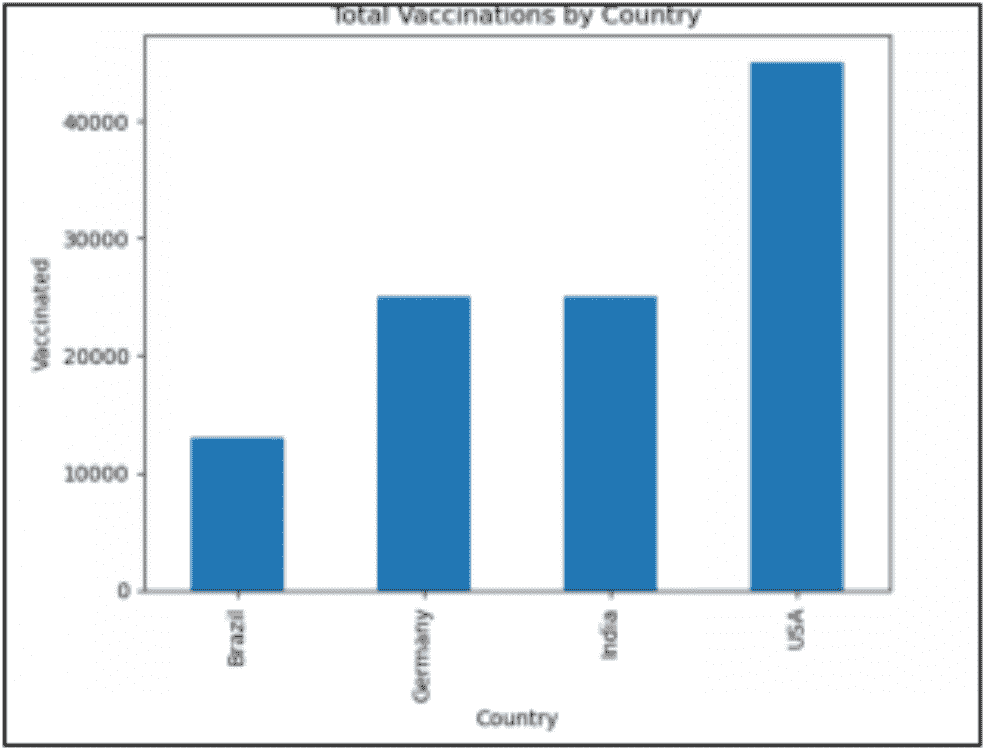 Total Vaccinations by Country
Vaccinated
40000
30000
20000
10000
0
Brazil
Germany
India
USA
Country